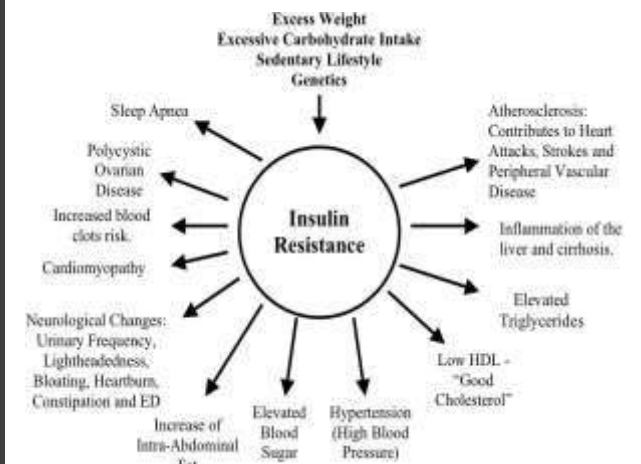 Excess Weight
Excessive Carbohydrate Intake
Sedentary Lifestyle
Genetics
Sleep Apnea
Polycystic
Ovarian
Disease
Increased blood
clots risk.
Cardiomyopathy
Neurological Changes:
Urinary Frequency,
Lightheadedness,
Bloating, Heartburn,
Constipation and ED
Insulin
Resistance
Atherosclerosis:
Contributes to Heart
Attacks, Strokes and
Peripheral Vascular
Disease
Inflammation of the
liver and cirrhosis.
Elevated
Triglycerides
Low HDL -
"Good
Cholesterol"
Increase of
Intra-Abdominal
Elevated
Blood
Sugar
Hypertension
(High Blood
Pressure)